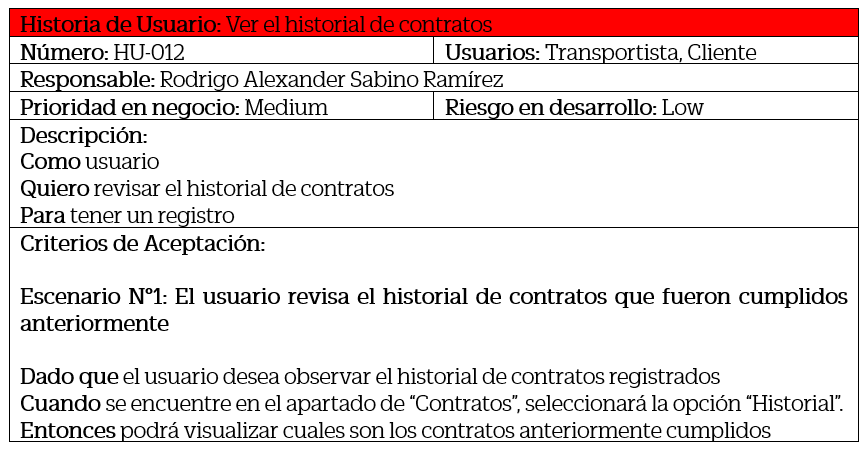 Historia de Usuario: Ver el historial de contratos
Número: HU-012
Usuarios: Transportista, Cliente
Responsable: Rodrigo Alexander Sabino Ramírez
Prioridad en negocio: Medium
Riesgo en desarrollo: Low
Descripción:
Como usuario
Quiero revisar el historial de contratos
Para tener un registro
Criterios de Aceptación:
Escenario N°1: El usuario revisa el historial de contratos que fueron cumplidos
anteriormente
Dado que el usuario desea observar el historial de contratos registrados
Cuando se encuentre en el apartado de “Contratos”, seleccionará la opción “Historial”.
Entonces podrá visualizar cuales son los contratos anteriormente cumplidos